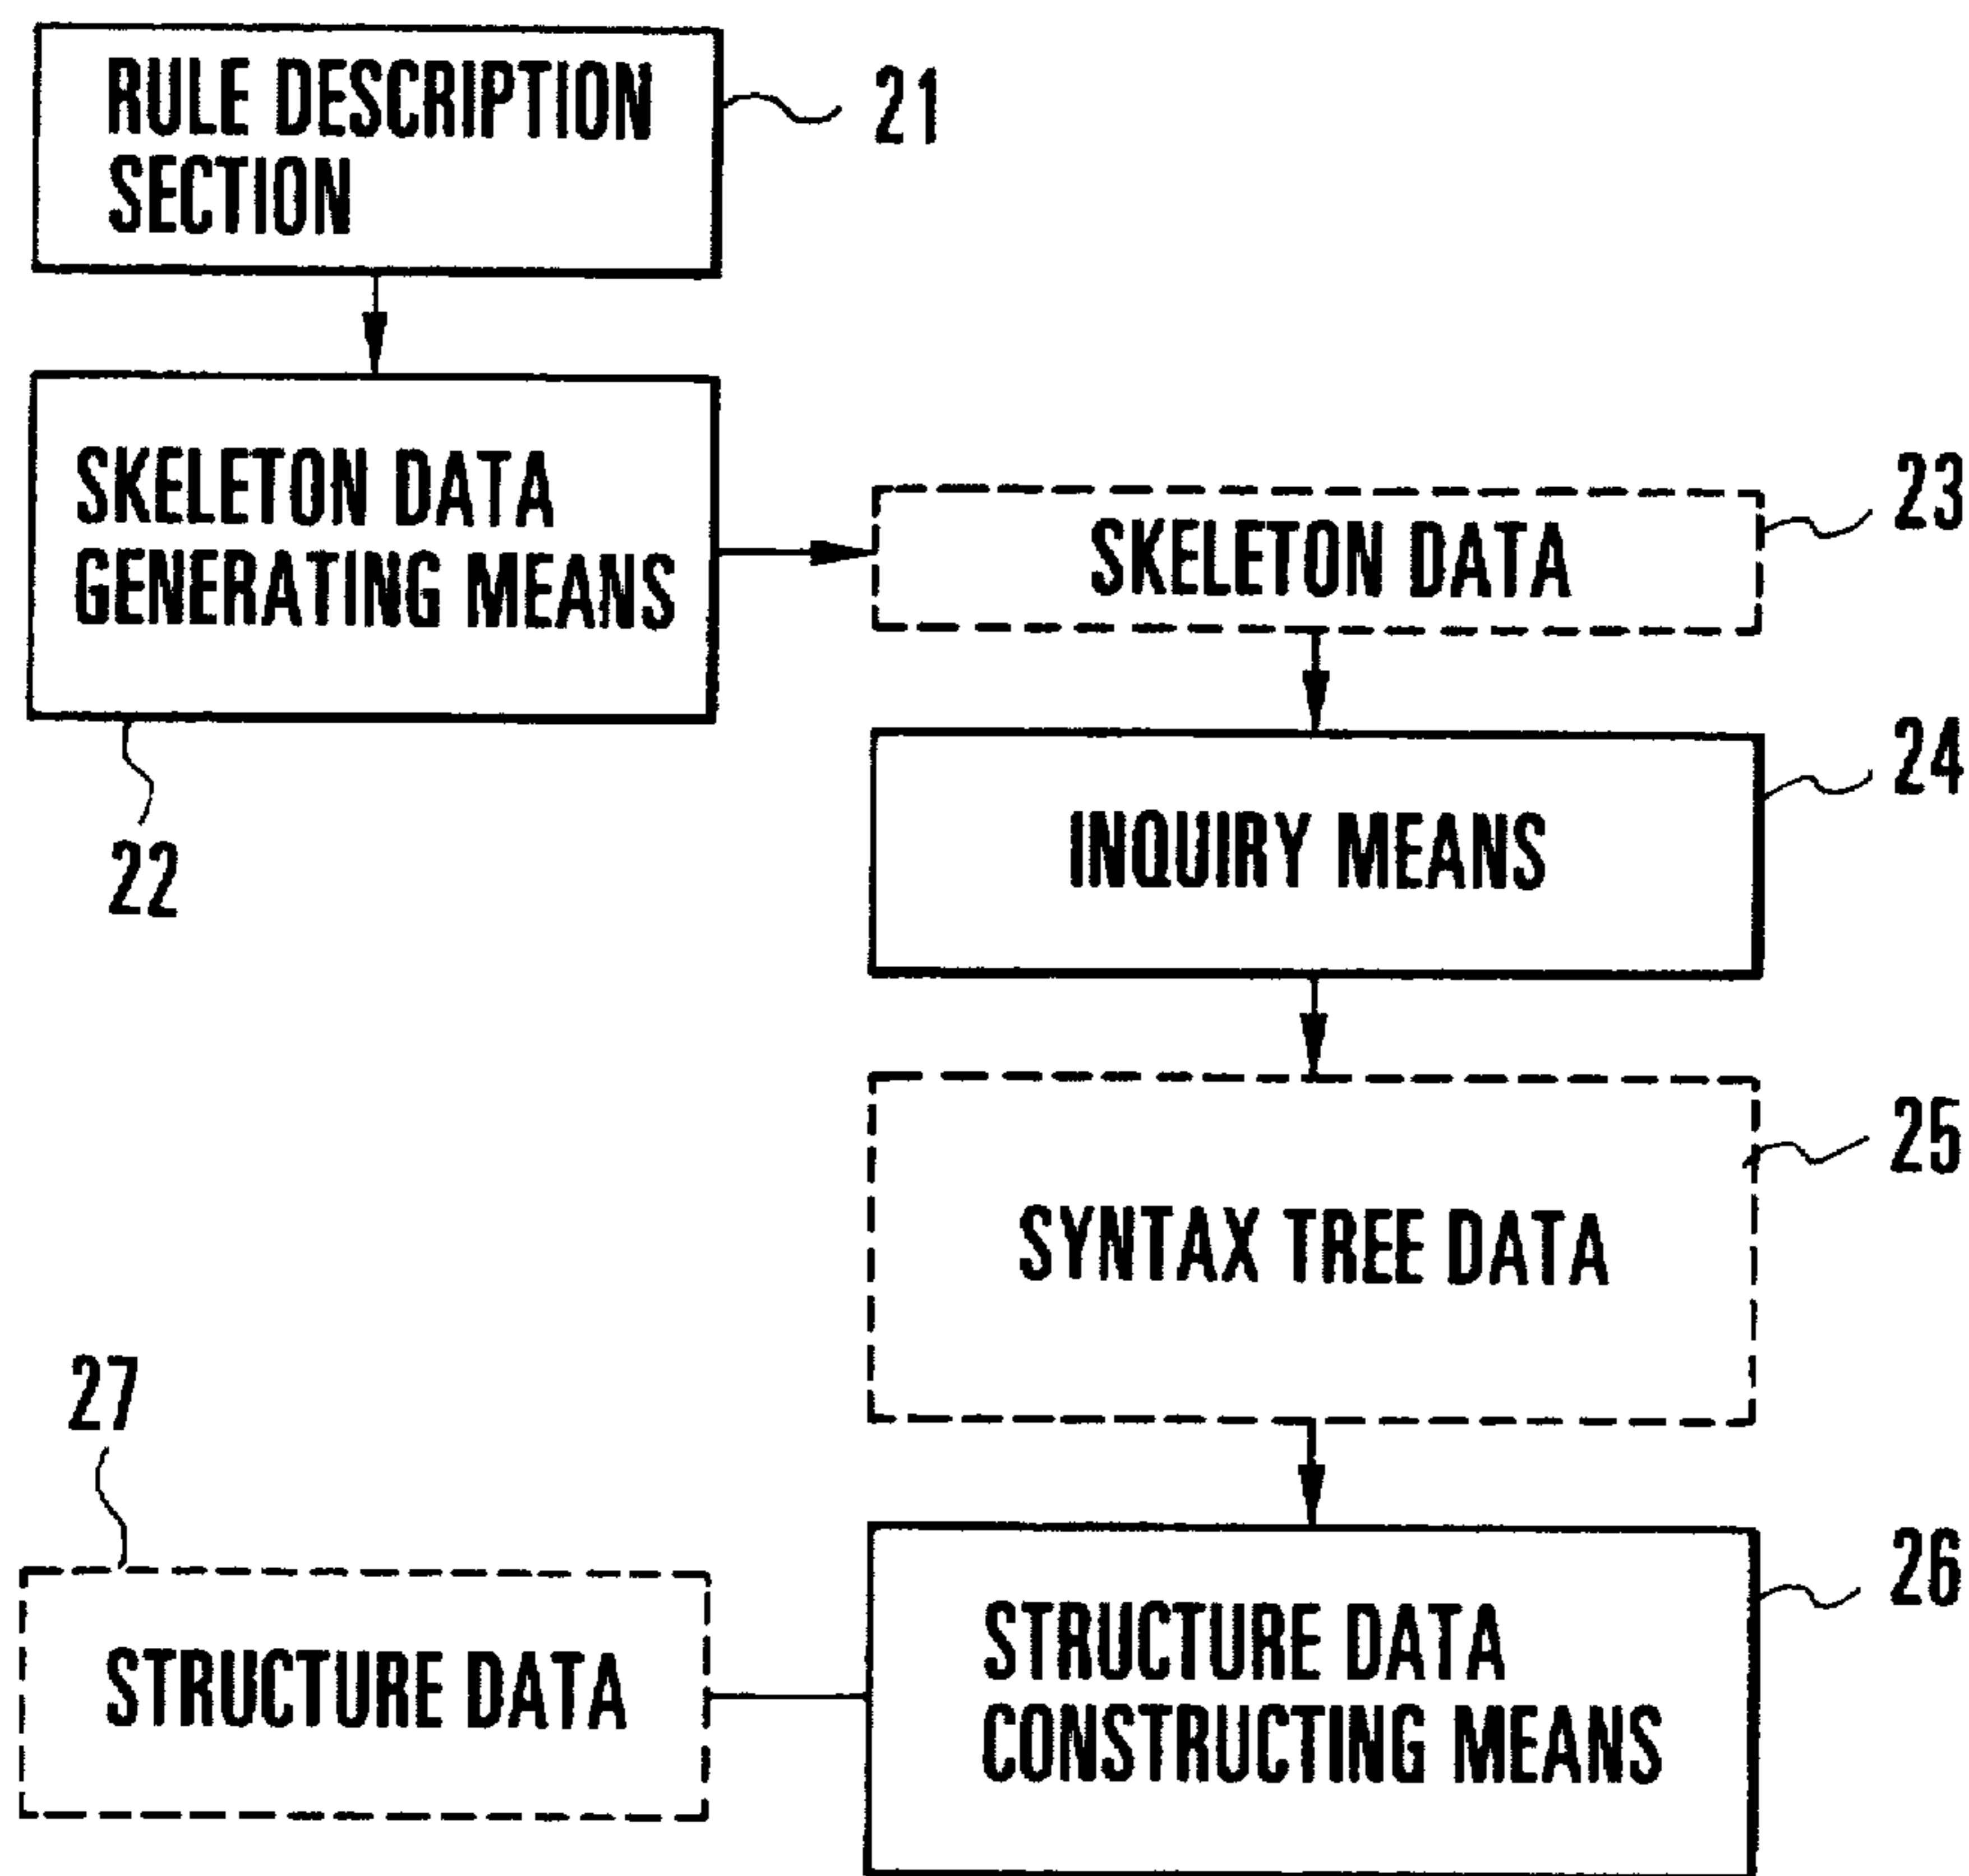 RULE DESCRIPTION
SECTION
21
SKELETON DATA
GENERATING MEANS
22
SKELETON DATA
23
INQUIRY MEANS
24
SYNTAX TREE DATA
25
STRUCTURE DATA
CONSTRUCTING MEANS
26
27
STRUCTURE DATA